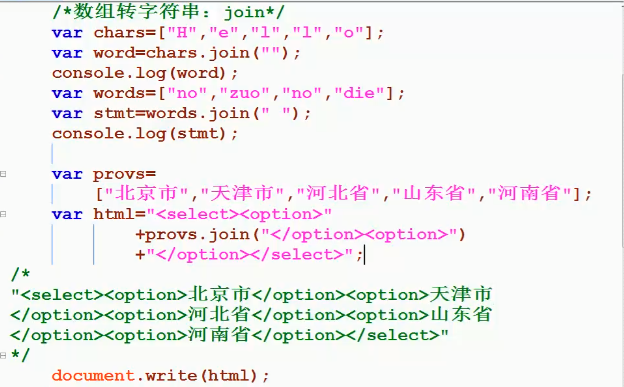 /*数组转字符串：join*/
var chars=["H","e","l","l","o"];
var word=chars.join("");
console.log(word);
var words=["no","zuo","no","die"];
var stmt=words.join(" ");
console.log(stmt);
var provs=
["北京市","天津市","河北省","山东省","河南省"];
var html="<select><option>"
+provs.join("</option><option>")
+"</option></select>";
/*
"<select><option>北京市</option><option>天津市
</option><option>河北省</option><option>山东省
</option><option>河南省</option></select>"
*/
document.write(html);